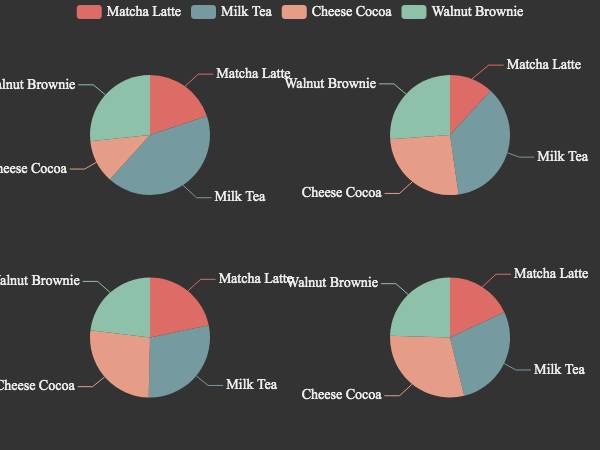 Matcha Latte Milk Tea Cheese Cocoa Walnut Brownie
Matcha Latte
alnut Brownie
heese Cocoa
Milk Tea
Matcha Latte
Walnut Brownie
Milk Tea
Cheese Cocoa
Matcha Latte
alnut Brownie
Milk Tea
Cheese Cocoa
Matcha Latte
Walnut Brownie
Milk Tea
Cheese Cocoa